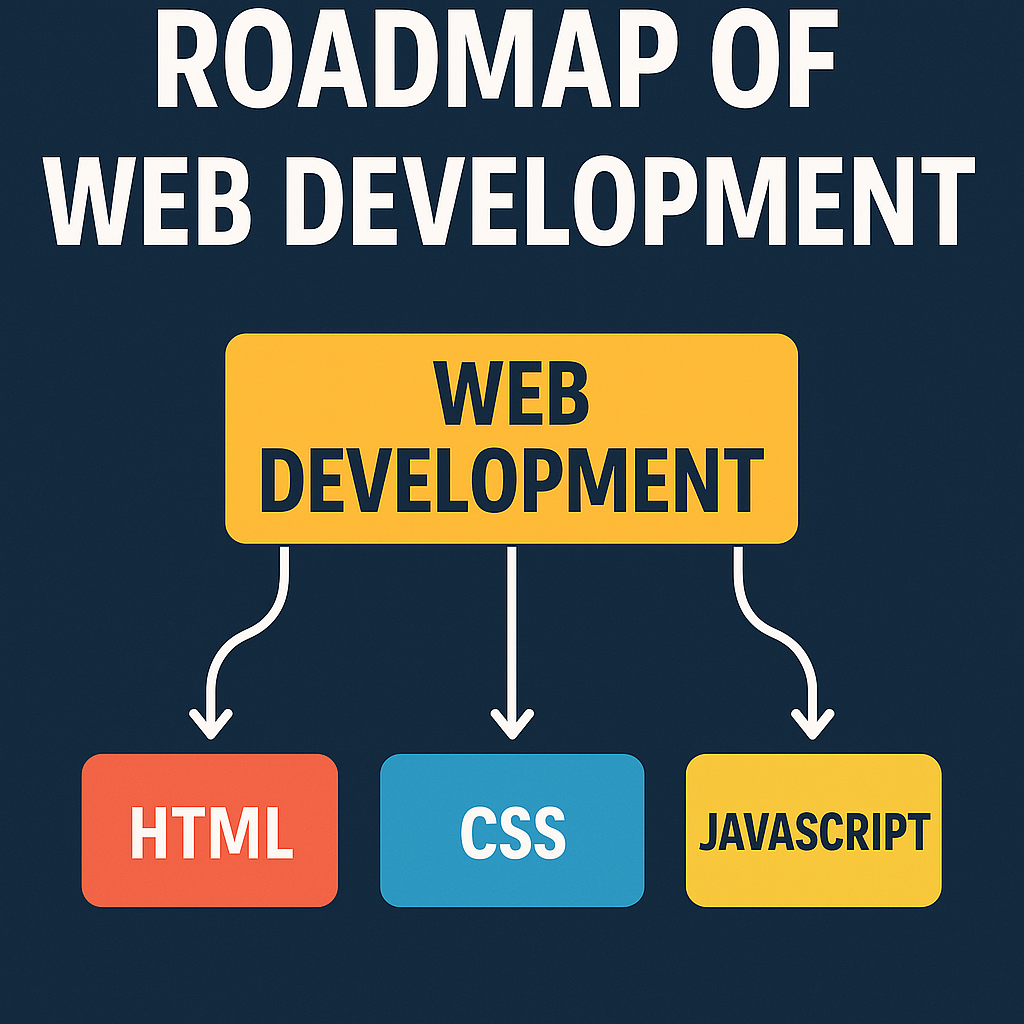 ROADMAP OF
WEB DEVELOPMENT
WEB
DEVELOPMENT
HTML
CSS
JAVASCRIPT